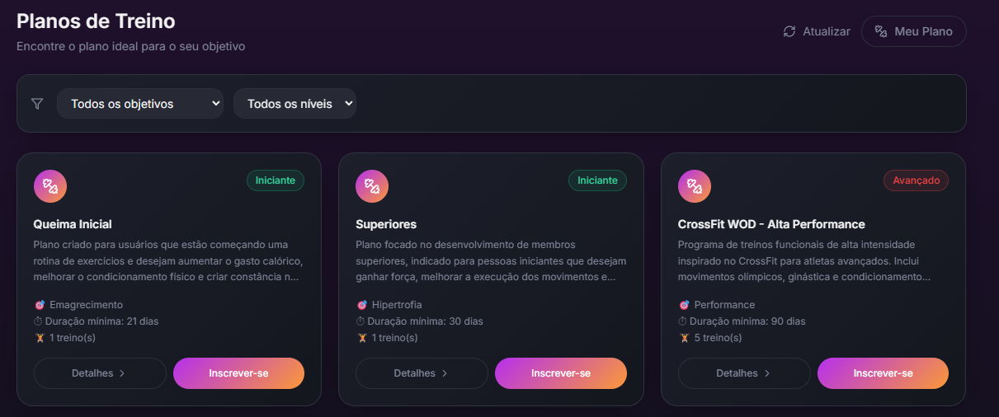 Planos de Treino
Encontre o plano ideal para o seu objetivo
Atualizar
Meu Plano
Todos os objetivos
Todos os níveis
Iniciante
Queima Inicial
Plano criado para usuários que estão começando uma
rotina de exercícios e desejam aumentar o gasto calórico,
melhorar o condicionamento físico e criar constância n...
Emagrecimento
Duração mínima: 21 dias
1 treino(s)
Detalhes
Inscrever-se
Iniciante
Superiores
Plano focado no desenvolvimento de membros
superiores, indicado para pessoas iniciantes que desejam
ganhar força, melhorar a execução dos movimentos e...
Hipertrofia
Duração mínima: 30 dias
1 treino(s)
Detalhes
Inscrever-se
Avançado
CrossFit WOD - Alta Performance
Programa de treinos funcionais de alta intensidade
inspirado no CrossFit para atletas avançados. Inclui
movimentos olímpicos, ginástica e condicionamento...
Performance
Duração mínima: 90 dias
5 treino(s)
Detalhes
Inscrever-se